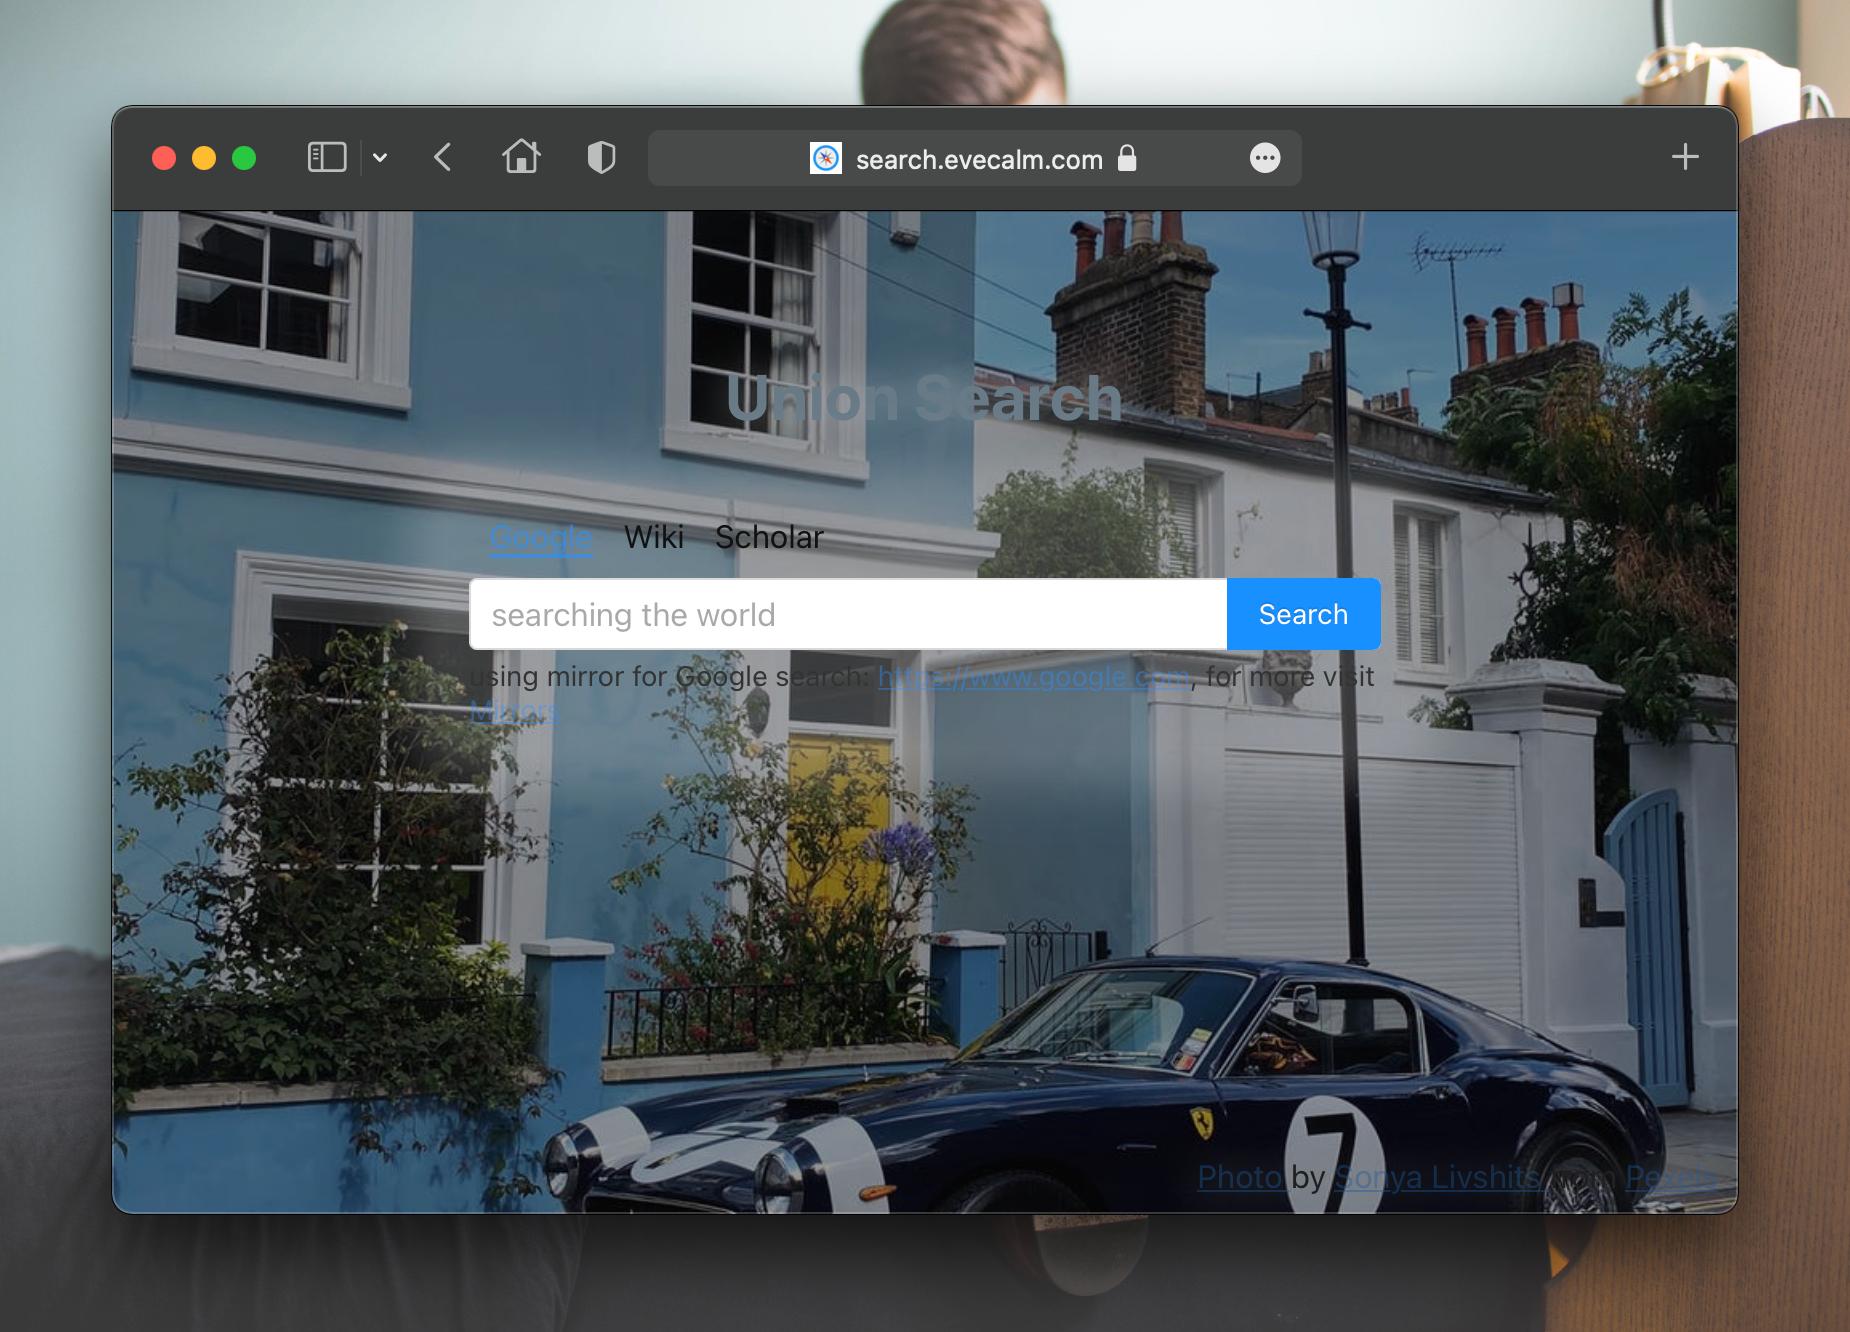 search.evecalm.com
Union Search
Google Wiki Scholar
searching the world Search
using mirror for Google search: https://www.google.com, for more visit
Mirrors
7
Photo by Sonya Livshits from Pexels